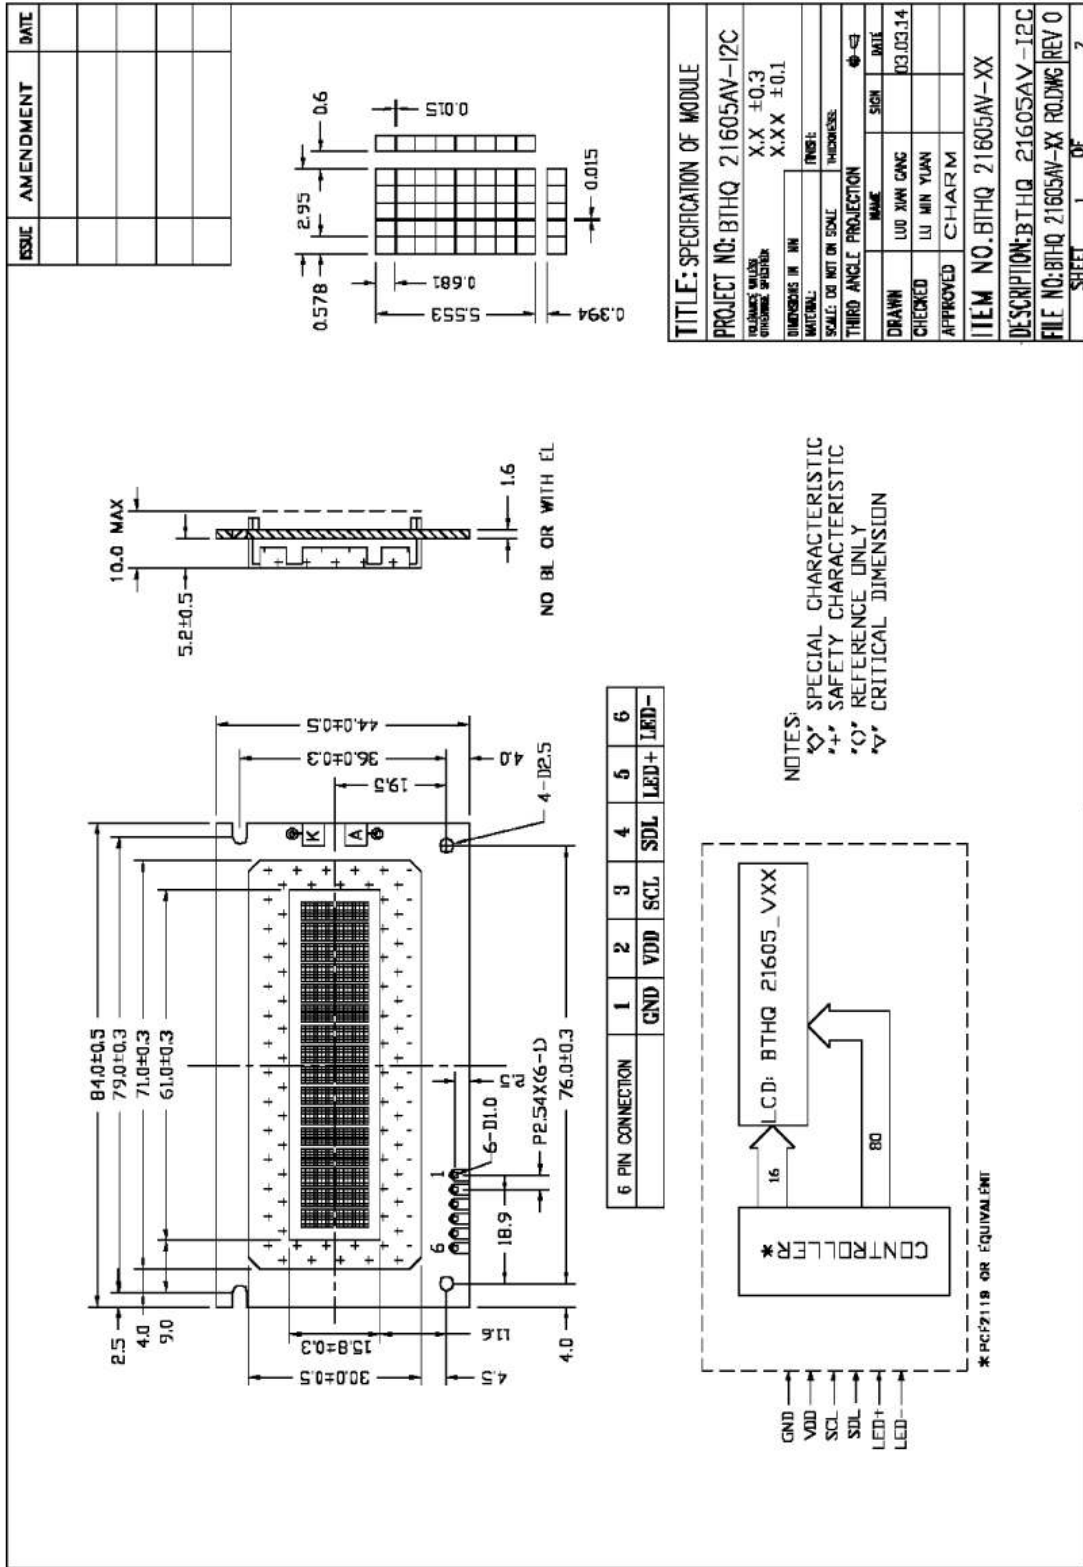 ISSUE AMENDMENT DATE
84.0±0.5
79.0±0.3
71.0±0.3
61.0±0.3
2.5
4.0
9.0
K
A
44.0±0.5
36.0±0.3
19.5
4.0
15.8±0.3
30.0±0.5
11.6
4.5
6
1
18.9
2.5
6-D1.0
P2.54X(6-1)
76.0±0.3
4.0
4-D2.5
10.0 MAX
5.2±0.5
1.6
NO BL OR WITH EL
0.578
2.95
0.6
0.015
0.681
5.553
0.394
0.015
6 PIN CONNECTION 1 2 3 4 5 6
GND VDD SCL SDL LED+ LED-
GND
VDD
SCL
SDL
LED+
LED-
CONTROLLER*
16
80
LCD: BTHQ 21605_VXX
* PCF2119 OR EQUIVALENT
NOTES:
"◇" SPECIAL CHARACTERISTIC
"+" SAFETY CHARACTERISTIC
"()" REFERENCE ONLY
"▽" CRITICAL DIMENSION
TITLE: SPECIFICATION OF MODULE
PROJECT NO: BTHQ 21605AV-I2C
TOLERANCE UNLESS OTHERWISE SPECIFIED
X.X ±0.3
X.XX ±0.1
DIMENSIONS IN MM
MATERIAL: FINISH:
SCALE: DO NOT ON SCALE THICKNESS:
THIRD ANGLE PROJECTION
NAME SIGN DATE
DRAWN LUO XIAN GANG 03.03.14
CHECKED LU MIN YUAN
APPROVED CHARM
ITEM NO. BTHQ 21605AV-XX
DESCRIPTION: BTHQ 21605AV-I2C
FILE NO: BTHQ 21605AV-XX R0.DWG REV 0
SHEET 1 OF 2